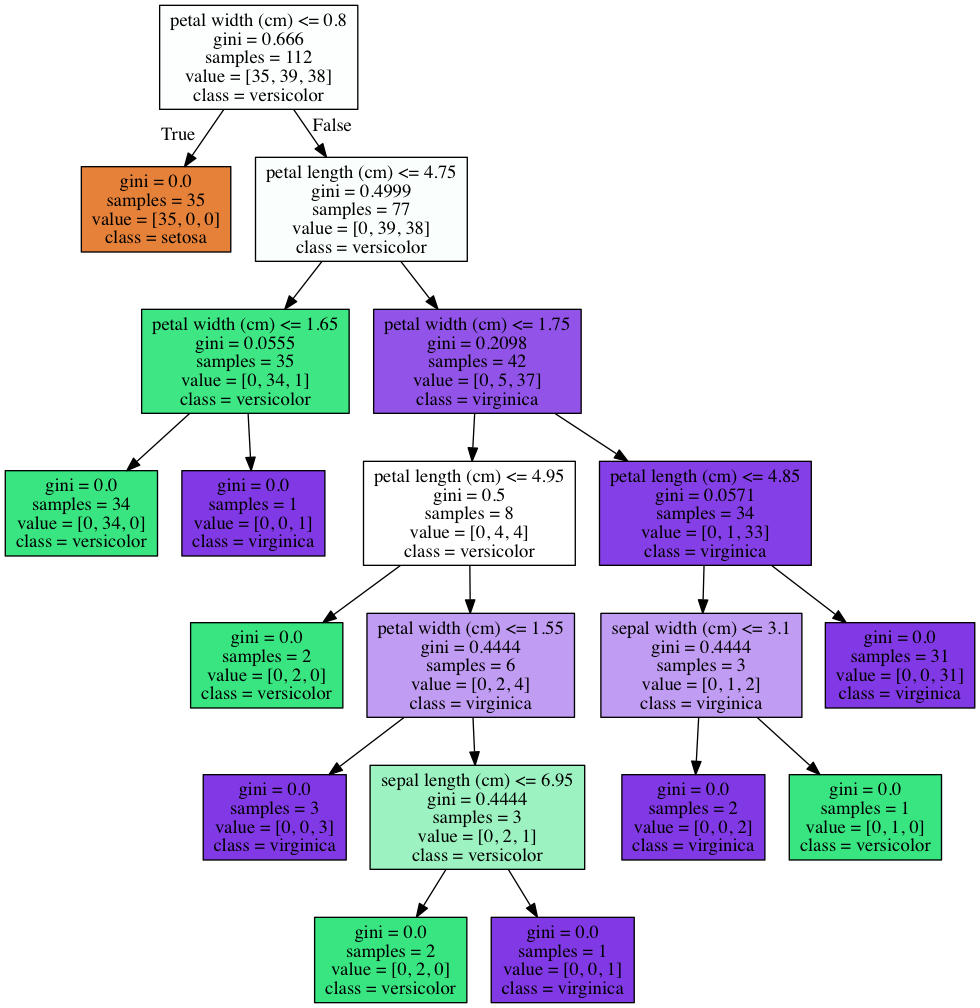 petal width (cm) <= 0.8
gini = 0.666
samples = 112
value = [35, 39, 38]
class = versicolor
True
False
gini = 0.0
samples = 35
value = [35, 0, 0]
class = setosa
petal length (cm) <= 4.75
gini = 0.4999
samples = 77
value = [0, 39, 38]
class = versicolor
petal width (cm) <= 1.65
gini = 0.0555
samples = 35
value = [0, 34, 1]
class = versicolor
petal width (cm) <= 1.75
gini = 0.2098
samples = 42
value = [0, 5, 37]
class = virginica
gini = 0.0
samples = 34
value = [0, 34, 0]
class = versicolor
gini = 0.0
samples = 1
value = [0, 0, 1]
class = virginica
petal length (cm) <= 4.95
gini = 0.5
samples = 8
value = [0, 4, 4]
class = versicolor
petal length (cm) <= 4.85
gini = 0.0571
samples = 34
value = [0, 1, 33]
class = virginica
gini = 0.0
samples = 2
value = [0, 2, 0]
class = versicolor
petal width (cm) <= 1.55
gini = 0.4444
samples = 6
value = [0, 2, 4]
class = virginica
sepal width (cm) <= 3.1
gini = 0.4444
samples = 3
value = [0, 1, 2]
class = virginica
gini = 0.0
samples = 31
value = [0, 0, 31]
class = virginica
gini = 0.0
samples = 3
value = [0, 0, 3]
class = virginica
sepal length (cm) <= 6.95
gini = 0.4444
samples = 3
value = [0, 2, 1]
class = versicolor
gini = 0.0
samples = 2
value = [0, 0, 2]
class = virginica
gini = 0.0
samples = 1
value = [0, 1, 0]
class = versicolor
gini = 0.0
samples = 2
value = [0, 2, 0]
class = versicolor
gini = 0.0
samples = 1
value = [0, 0, 1]
class = virginica